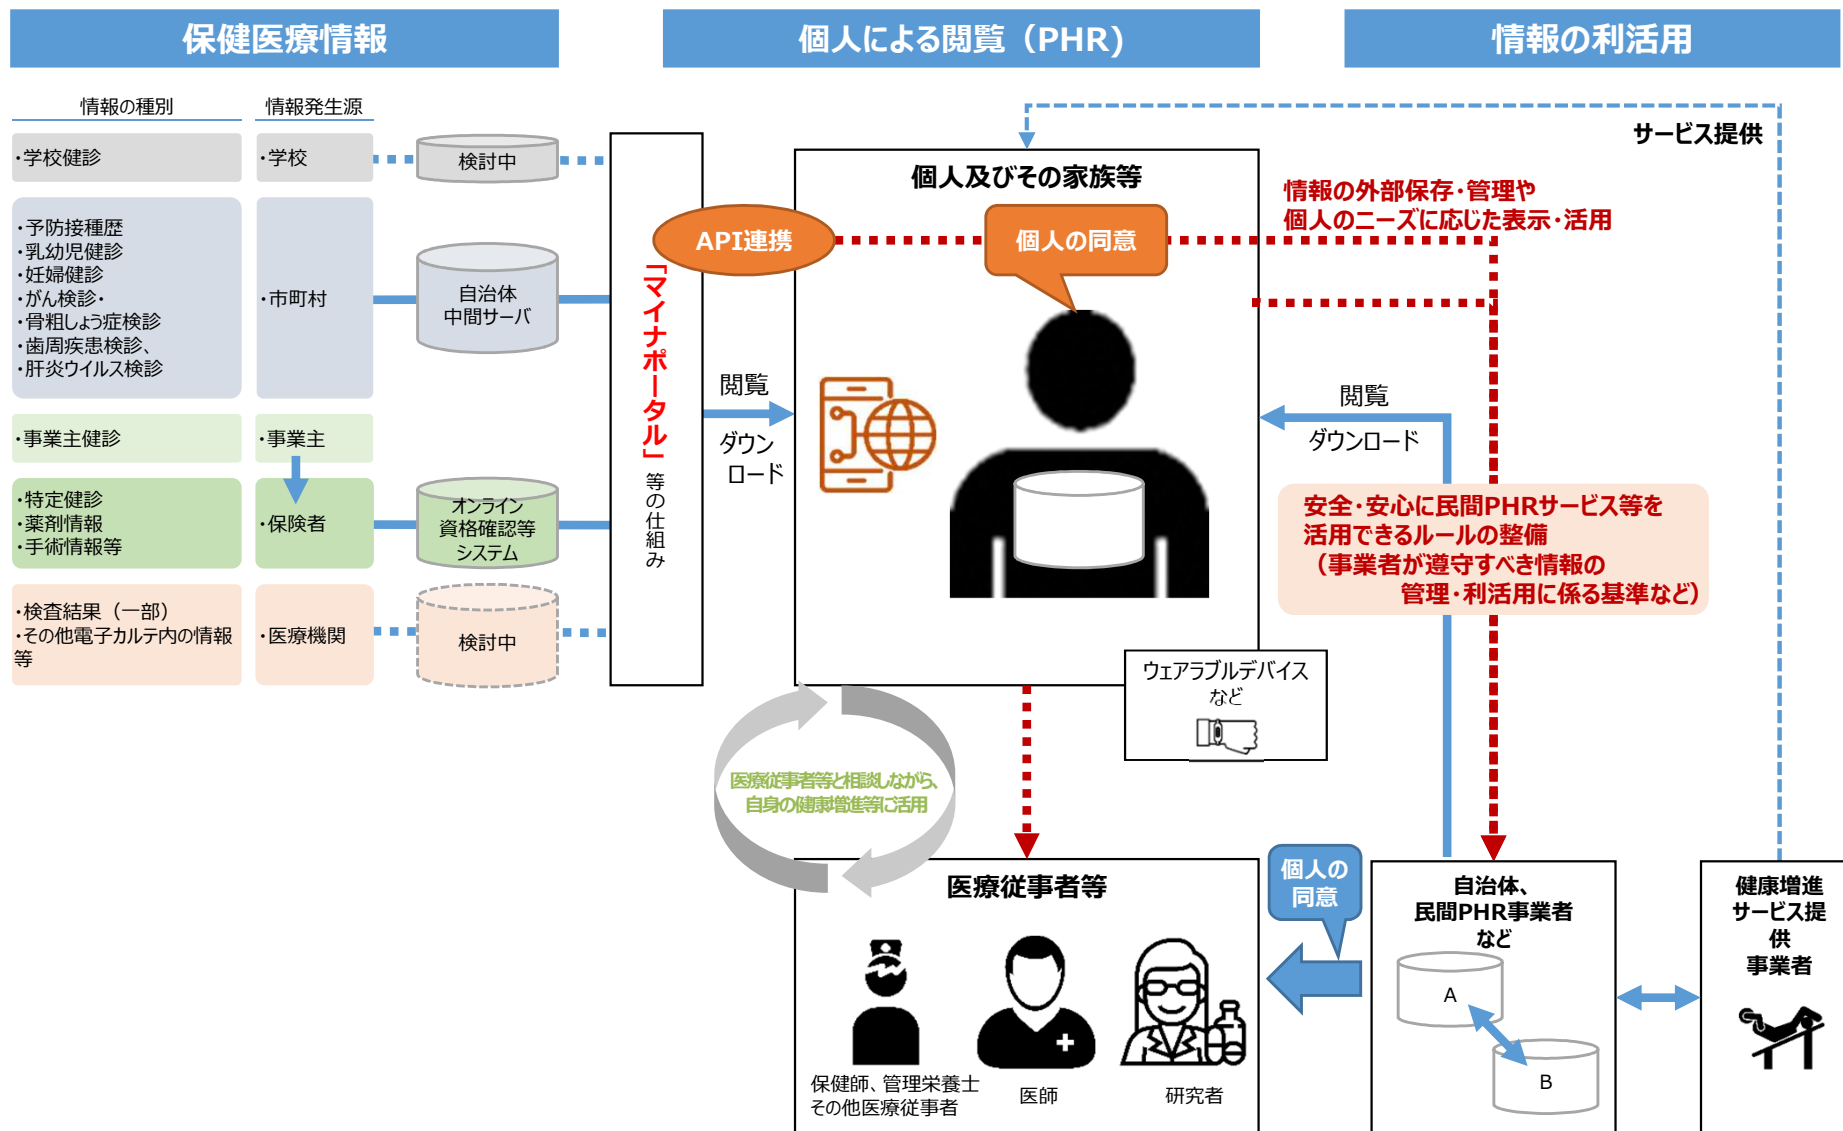 保健医療情報
個人による閲覧（PHR)
情報の利活用
情報の種別
情報発生源
・学校健診
・学校
検討中
・予防接種歴
・乳幼児健診
・妊婦健診
・がん検診・
・骨粗しょう症検診
・歯周疾患検診、
・肝炎ウイルス検診
・市町村
自治体
中間サーバ
・事業主健診
・事業主
・特定健診
・薬剤情報
・手術情報等
・保険者
オンライン
資格確認等
システム
・検査結果（一部）
・その他電子カルテ内の情報
等
・医療機関
検討中
「マイナポータル」
等の仕組み
API連携
閲覧
ダウン
ロード
個人及びその家族等
個人の同意
ウェアラブルデバイス
など
サービス提供
情報の外部保存・管理や
個人のニーズに応じた表示・活用
閲覧
ダウンロード
安全・安心に民間PHRサービス等を
活用できるルールの整備
（事業者が遵守すべき情報の
管理・利活用に係る基準など）
医療従事者等と相談しながら、
自身の健康増進等に活用
医療従事者等
保健師、管理栄養士
その他医療従事者
医師
研究者
個人の
同意
自治体、
民間PHR事業者
など
A
B
健康増進
サービス提
供
事業者